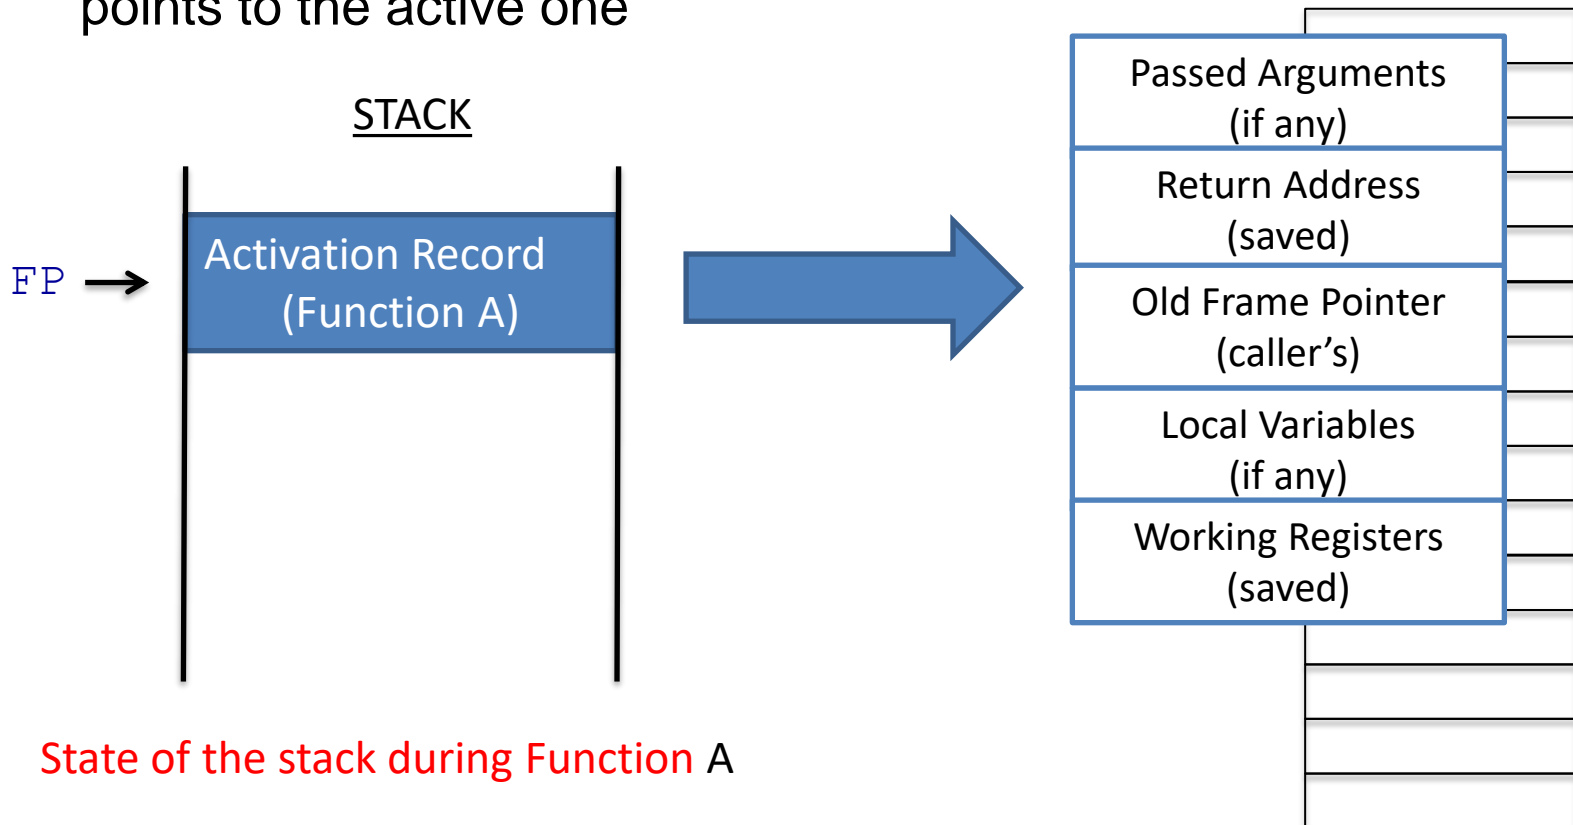 points to the active one
STACK
FP
Activation Record
(Function A)
Passed Arguments
(if any)
Return Address
(saved)
Old Frame Pointer
(caller’s)
Local Variables
(if any)
Working Registers
(saved)
State of the stack during Function A